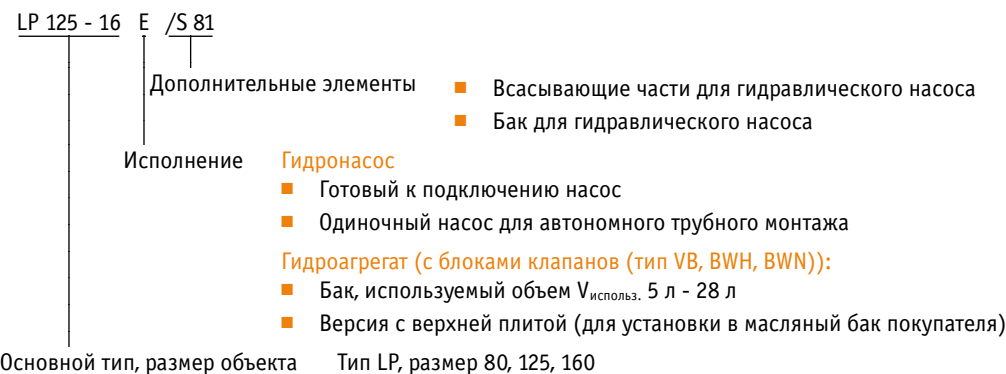 LP 125 - 16 E /S 81
Дополнительные элементы
■ Всасывающие части для гидравлического насоса
■ Бак для гидравлического насоса
Исполнение
Гидронасос
■ Готовый к подключению насос
■ Одиночный насос для автономного трубного монтажа
Гидроагрегат (с блоками клапанов (тип VB, BWH, BWN)):
■ Бак, используемый объем Vиспольз. 5 л - 28 л
■ Версия с верхней плитой (для установки в масляный бак покупателя)
Основной тип, размер объекта Тип LP, размер 80, 125, 160